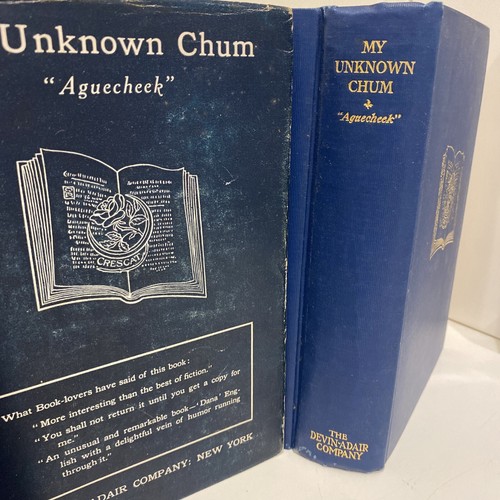 Unknown Chum
"Aguecheek"
CRESCAT
What Book-lovers have said of this book:
"More interesting than the best of fiction."
"You shall not return it until you get a copy for
me."
"An unusual and remarkable book—'Dana' Eng-
lish with a delightful vein of humor running
through it."
ADAIR COMPANY: NEW YORK
MY
UNKNOWN
CHUM
"Aguecheek"
THE
DEVIN-ADAIR
COMPANY